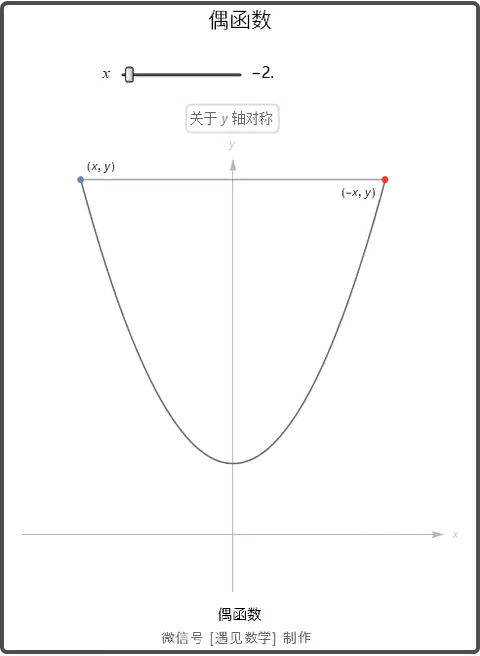 偶函数
x −2.
关于 y 轴对称
y
(x, y)
(−x, y)
x
偶函数
微信号 [遇见数学] 制作